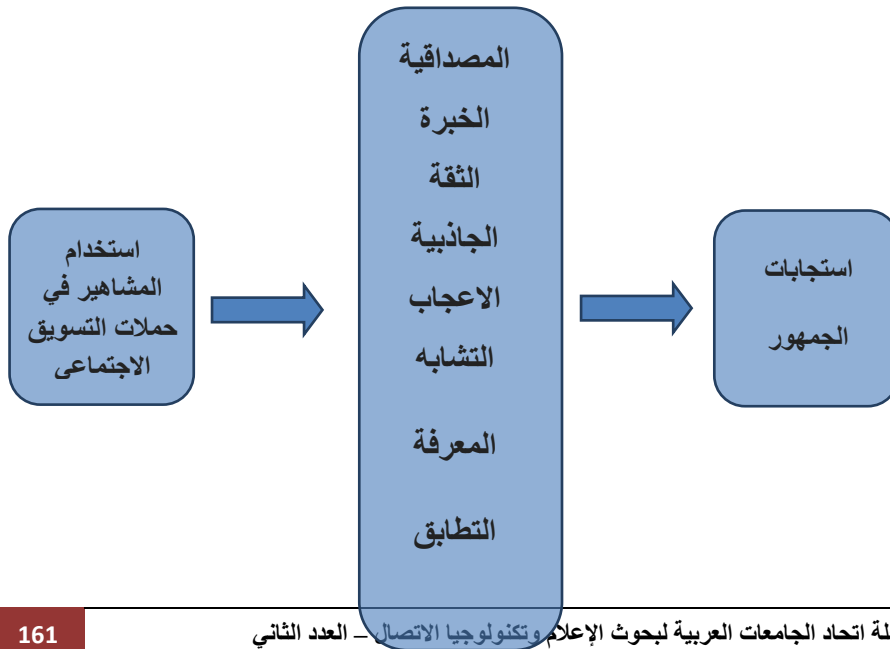 استخدام
المشاهير في
حملات التسويق
الاجتماعى
المصداقية
الخبرة
الثقة
الجاذبية
الاعجاب
التشابه
المعرفة
التطابق
استجابات
الجمهور
اتحاد الجامعات العربية لبحوث الإعلام وتكنولوجيا الاتصال – العدد الثاني
161